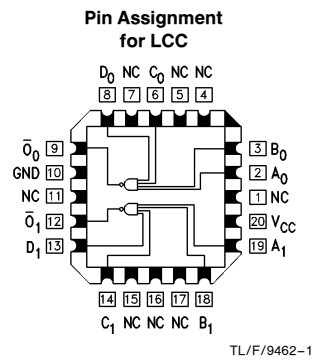 Pin Assignment
for LCC
D0 NC C0 NC NC
8 7 6 5 4
O̅0 9
3 B0
GND 10
2 A0
NC 11
1 NC
O̅1 12
20 VCC
D1 13
19 A1
14 15 16 17 18
C1 NC NC NC B1
TL/F/9462–1